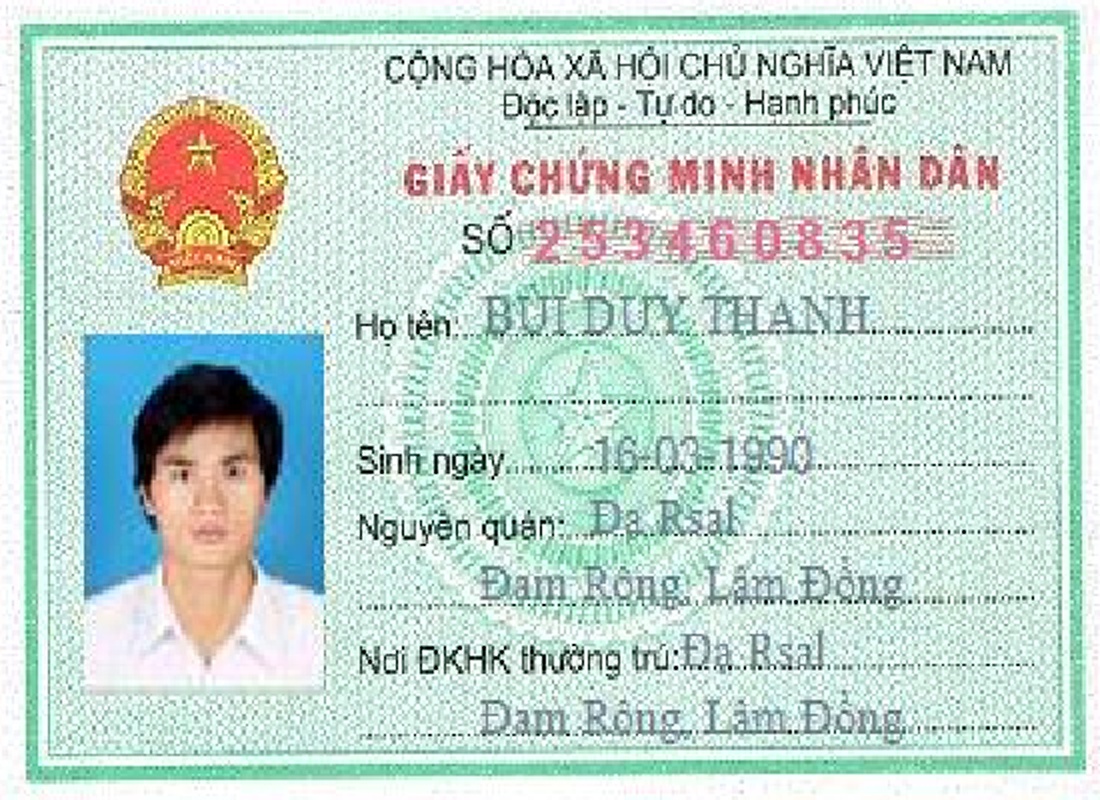 CỘNG HÒA XÃ HỘI CHỦ NGHĨA VIỆT NAM
Độc lập - Tự do - Hạnh phúc
GIẤY CHỨNG MINH NHÂN DÂN
SỐ 253460835
Họ tên: BÙI DUY THANH
Sinh ngày 16-03-1990
Nguyên quán: Đạ Rsal
Đam Rông, Lâm Đồng
Nơi ĐKHK thường trú: Đạ Rsal
Đam Rông, Lâm Đồng